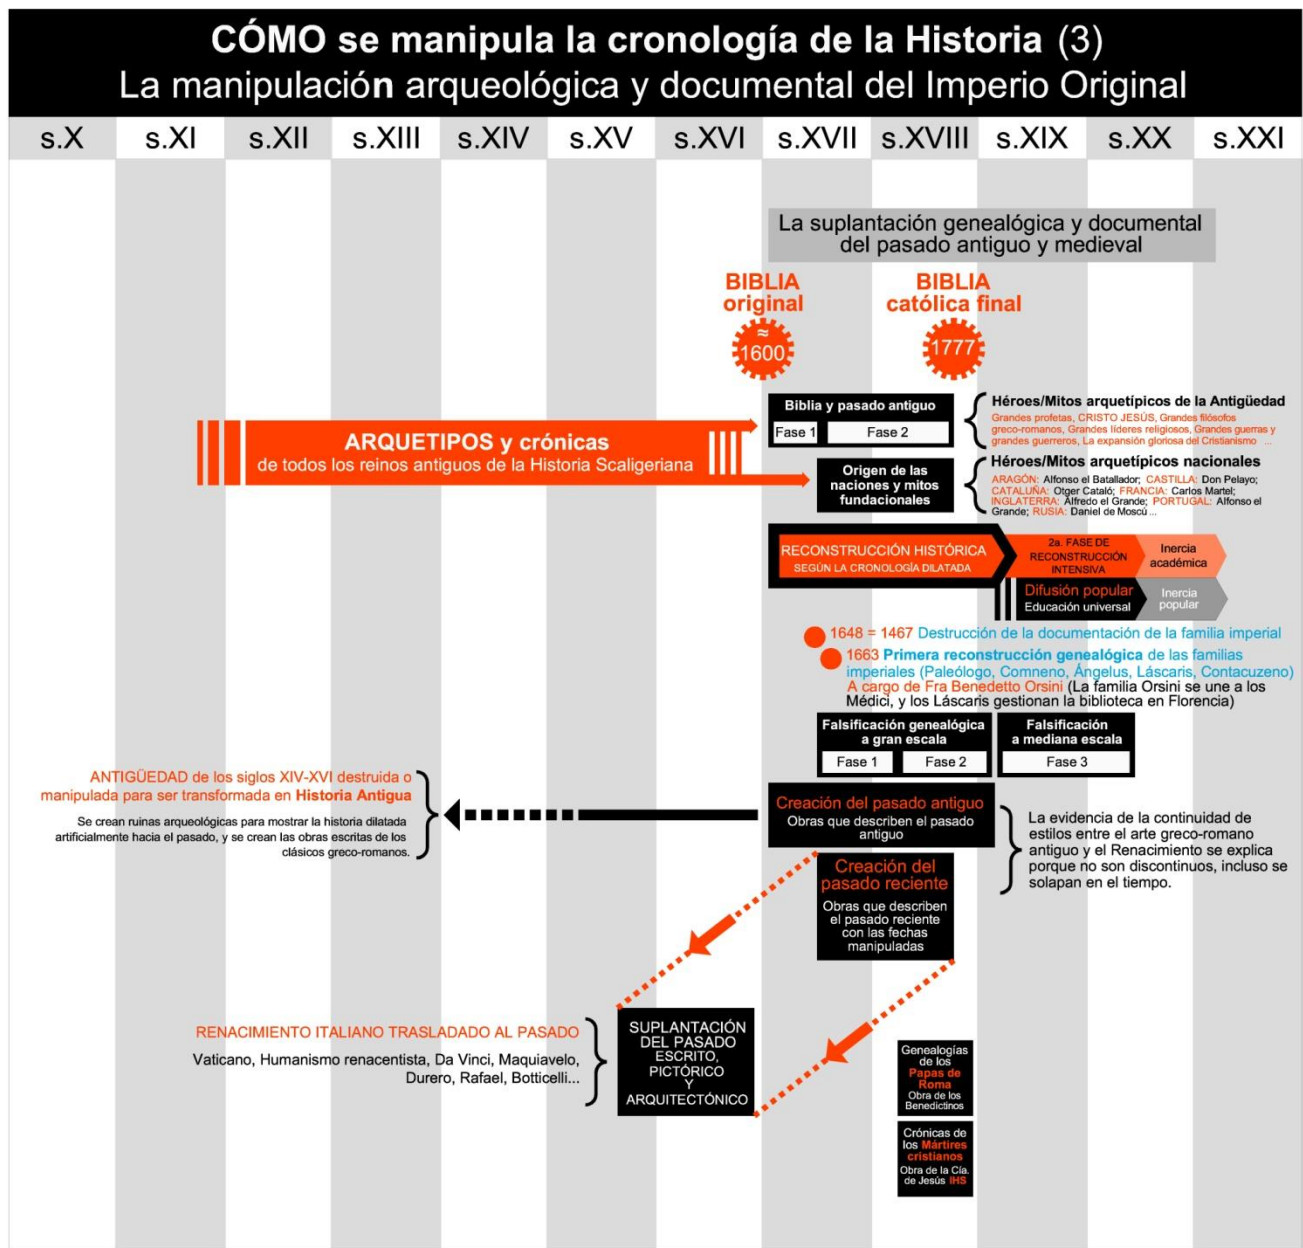 CÓMO se manipula la cronología de la Historia (3)
La manipulación arqueológica y documental del Imperio Original
s.X s.XI s.XII s.XIII s.XIV s.XV s.XVI s.XVII s.XVIII s.XIX s.XX s.XXI
La suplantación genealógica y documental
del pasado antiguo y medieval
BIBLIA
original
≈
1600
BIBLIA
católica final
1777
ARQUETIPOS y crónicas
de todos los reinos antiguos de la Historia Scaligeriana
Biblia y pasado antiguo
Fase 1 Fase 2
Héroes/Mitos arquetípicos de la Antigüedad
Grandes profetas, CRISTO JESÚS, Grandes filósofos
greco-romanos, Grandes líderes religiosos, Grandes guerras y
grandes guerreros, La expansión gloriosa del Cristianismo ...
Origen de las
naciones y mitos
fundacionales
Héroes/Mitos arquetípicos nacionales
ARAGÓN: Alfonso el Batallador; CASTILLA: Don Pelayo;
CATALUÑA: Otger Cataló; FRANCIA: Carlos Martel;
INGLATERRA: Alfredo el Grande; PORTUGAL: Alfonso el
Grande; RUSIA: Daniel de Moscú ...
RECONSTRUCCIÓN HISTÓRICA
SEGÚN LA CRONOLOGÍA DILATADA
2a. FASE DE
RECONSTRUCCIÓN
INTENSIVA
Inercia
académica
Difusión popular
Educación universal
Inercia
popular
1648 = 1467 Destrucción de la documentación de la familia imperial
1663 Primera reconstrucción genealógica de las familias
imperiales (Paleólogo, Comneno, Ángelus, Láscaris, Contacuzeno)
A cargo de Fra Benedetto Orsini (La familia Orsini se une a los
Médici, y los Láscaris gestionan la biblioteca en Florencia)
Falsificación genealógica
a gran escala
Fase 1 Fase 2
Falsificación
a mediana escala
Fase 3
ANTIGÜEDAD de los siglos XIV-XVI destruida o
manipulada para ser transformada en Historia Antigua
Se crean ruinas arqueológicas para mostrar la historia dilatada
artificialmente hacia el pasado, y se crean las obras escritas de los
clásicos greco-romanos.
Creación del pasado antiguo
Obras que describen el pasado
antiguo
La evidencia de la continuidad de
estilos entre el arte greco-romano
antiguo y el Renacimiento se explica
porque no son discontinuos, incluso se
solapan en el tiempo.
Creación del
pasado reciente
Obras que describen
el pasado reciente
con las fechas
manipuladas
RENACIMIENTO ITALIANO TRASLADADO AL PASADO
Vaticano, Humanismo renacentista, Da Vinci, Maquiavelo,
Durero, Rafael, Botticelli...
SUPLANTACIÓN
DEL PASADO
ESCRITO,
PICTÓRICO
Y
ARQUITECTÓNICO
Genealogías
de los
Papas de
Roma
Obra de los
Benedictinos
Crónicas de
los Mártires
cristianos
Obra de la Cía.
de Jesús IHS